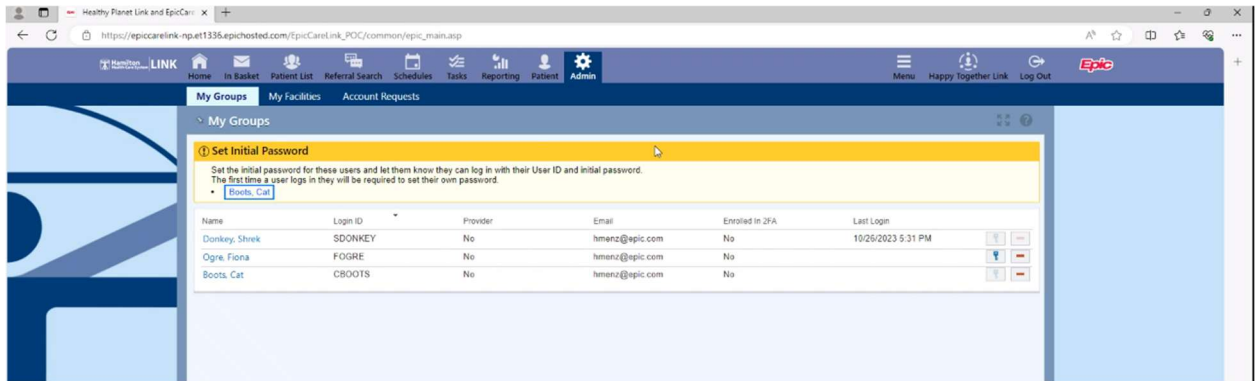 Healthy Planet Link and EpicCare
https://epiccarelink-np.et1336.epichosted.com/EpicCareLink_POC/common/epic_main.asp
Hamilton LINK
Home In Basket Patient List Referral Search Schedules Tasks Reporting Patient Admin
Menu Happy Together Link Log Out
Epic
My Groups My Facilities Account Requests
My Groups
Set Initial Password
Set the initial password for these users and let them know they can log in with their User ID and initial password.
The first time a user logs in they will be required to set their own password.
• Boots, Cat
Name Login ID Provider Email Enrolled In 2FA Last Login
Donkey, Shrek SDONKEY No hmenz@epic.com No 10/26/2023 5:31 PM
Ogre, Fiona FOGRE No hmenz@epic.com No
Boots, Cat CBOOTS No hmenz@epic.com No